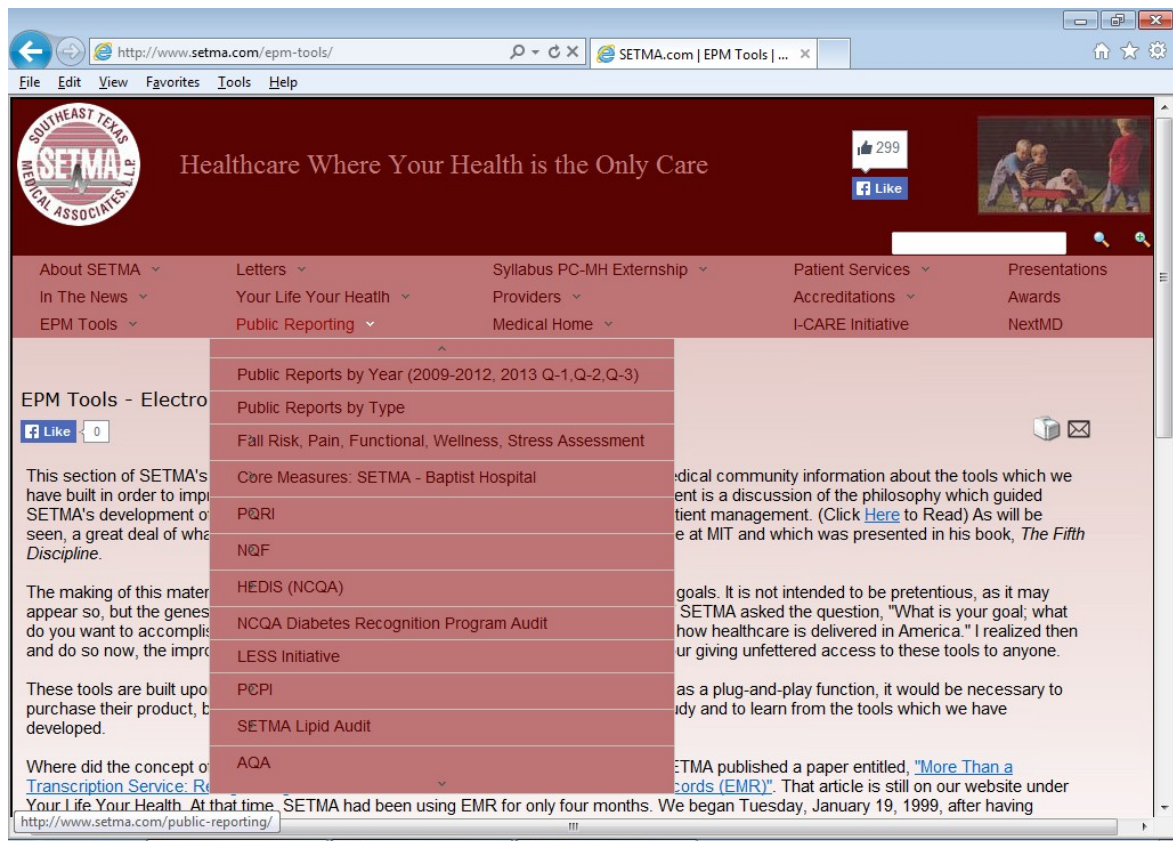 http://www.setma.com/epm-tools/
SETMA.com | EPM Tools | ...
File Edit View Favorites Tools Help
SOUTHEAST TEXAS
SETMA
MEDICAL ASSOCIATES, L.L.P.
Healthcare Where Your Health is the Only Care
299
Like
About SETMA Letters Syllabus PC-MH Externship Patient Services Presentations
In The News Your Life Your Heatlh Providers Accreditations Awards
EPM Tools Public Reporting Medical Home I-CARE Initiative NextMD
Public Reports by Year (2009-2012, 2013 Q-1,Q-2,Q-3)
Public Reports by Type
Fall Risk, Pain, Functional, Wellness, Stress Assessment
Core Measures: SETMA - Baptist Hospital
PQRI
NQF
HEDIS (NCQA)
NCQA Diabetes Recognition Program Audit
LESS Initiative
PCPI
SETMA Lipid Audit
AQA
EPM Tools - Electro
Like 0
This section of SETMA's edical community information about the tools which we
have built in order to impr ent is a discussion of the philosophy which guided
SETMA's development o tient management. (Click Here to Read) As will be
seen, a great deal of wha e at MIT and which was presented in his book, The Fifth
Discipline.
The making of this mater goals. It is not intended to be pretentious, as it may
appear so, but the genes SETMA asked the question, "What is your goal; what
do you want to accomplis how healthcare is delivered in America." I realized then
and do so now, the impro ur giving unfettered access to these tools to anyone.
These tools are built upo as a plug-and-play function, it would be necessary to
purchase their product, b udy and to learn from the tools which we have
developed.
Where did the concept o ETMA published a paper entitled, "More Than a
Transcription Service: Re cords (EMR)". That article is still on our website under
Your Life Your Health. At that time, SETMA had been using EMR for only four months. We began Tuesday, January 19, 1999, after having
http://www.setma.com/public-reporting/